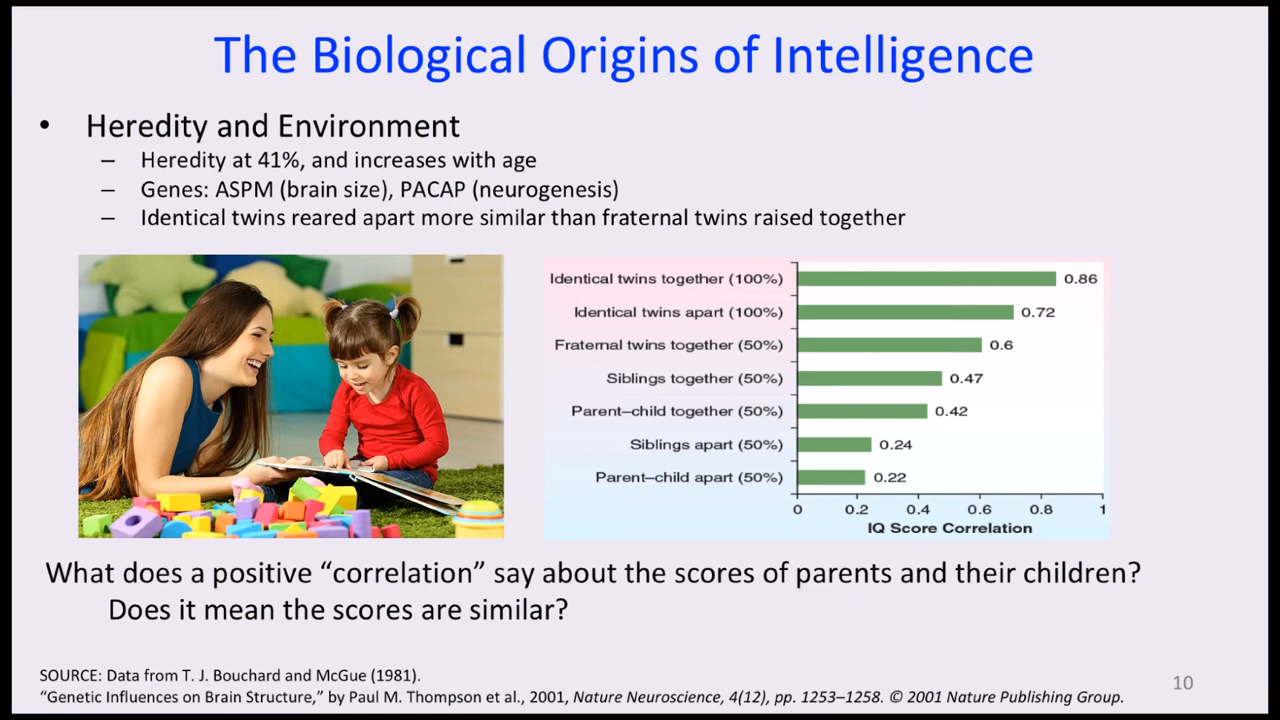 The Biological Origins of Intelligence
• Heredity and Environment
– Heredity at 41%, and increases with age
– Genes: ASPM (brain size), PACAP (neurogenesis)
– Identical twins reared apart more similar than fraternal twins raised together
Identical twins together (100%) 0.86
Identical twins apart (100%) 0.72
Fraternal twins together (50%) 0.6
Siblings together (50%) 0.47
Parent–child together (50%) 0.42
Siblings apart (50%) 0.24
Parent–child apart (50%) 0.22
0 0.2 0.4 0.6 0.8 1
IQ Score Correlation
What does a positive “correlation” say about the scores of parents and their children?
Does it mean the scores are similar?
SOURCE: Data from T. J. Bouchard and McGue (1981).
“Genetic Influences on Brain Structure,” by Paul M. Thompson et al., 2001, Nature Neuroscience, 4(12), pp. 1253–1258. © 2001 Nature Publishing Group.
10